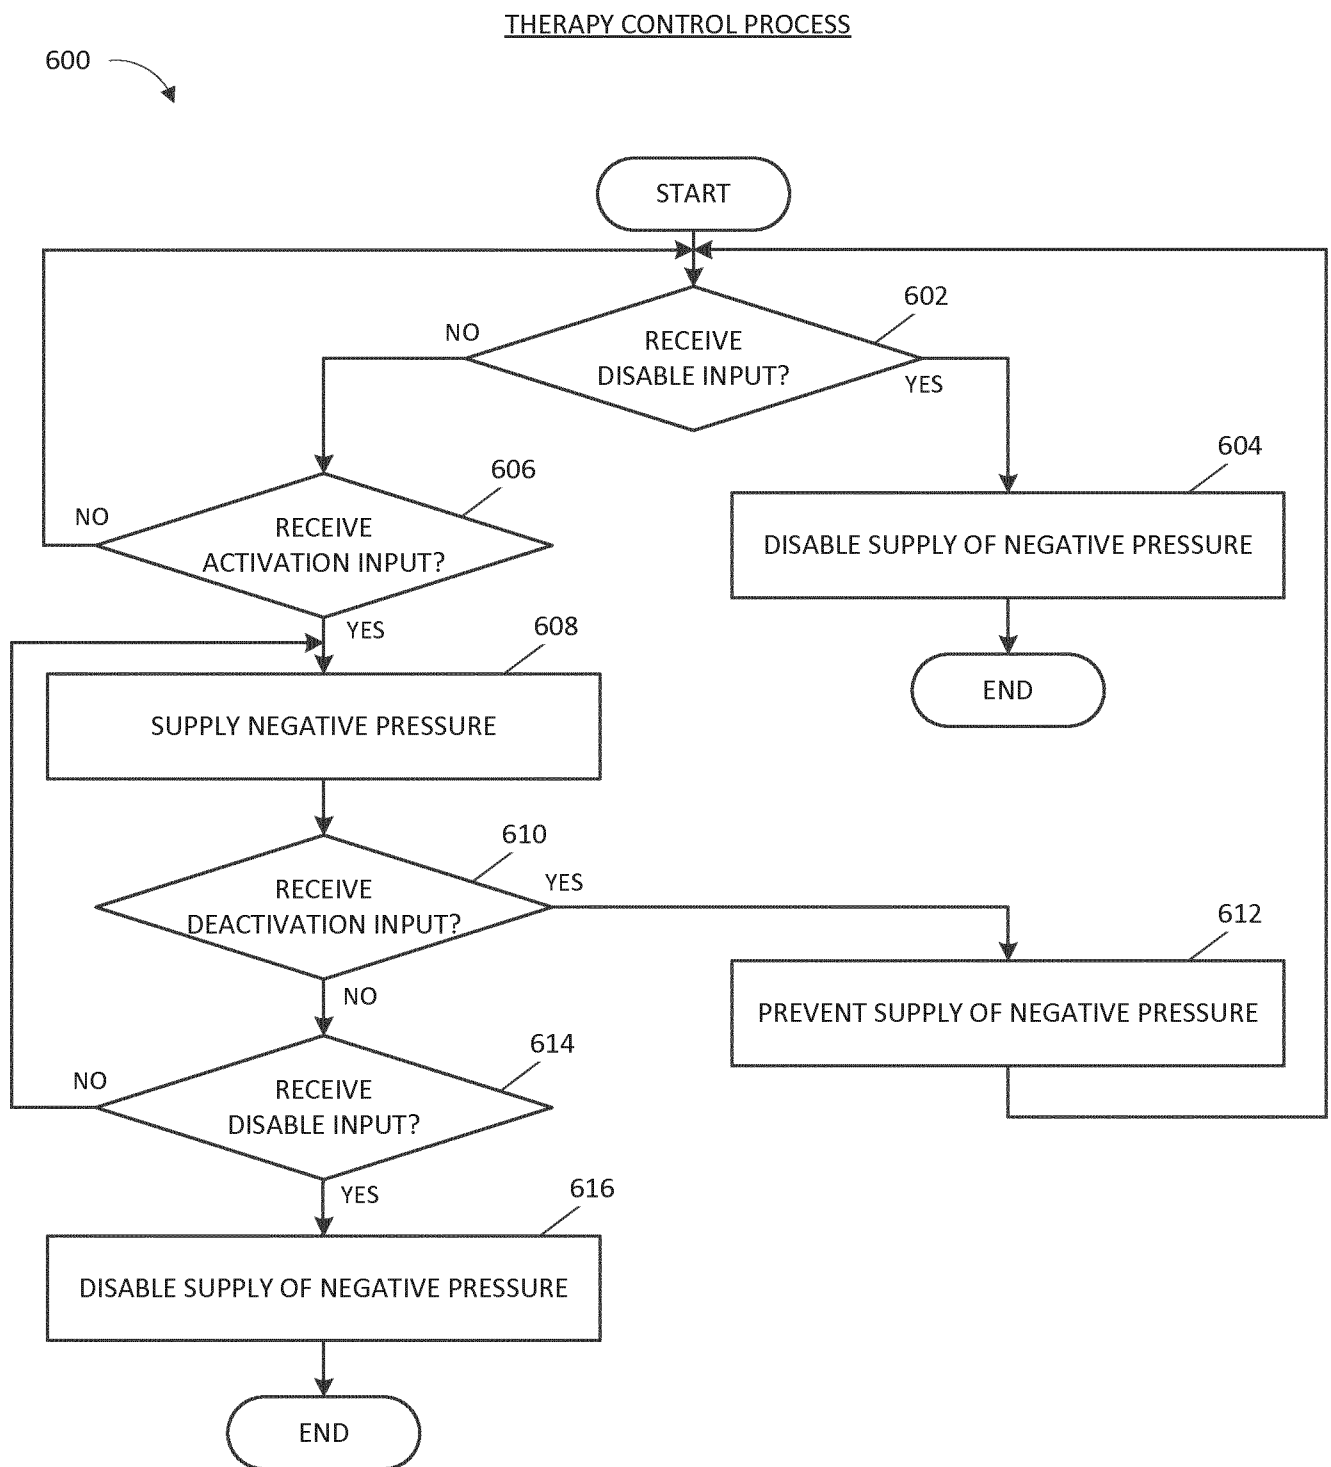 THERAPY CONTROL PROCESS
600
START
602
NO
RECEIVE
DISABLE INPUT?
YES
604
606
DISABLE SUPPLY OF NEGATIVE PRESSURE
NO
RECEIVE
ACTIVATION INPUT?
YES
608
END
SUPPLY NEGATIVE PRESSURE
610
RECEIVE
DEACTIVATION INPUT?
YES
612
PREVENT SUPPLY OF NEGATIVE PRESSURE
NO
614
NO
RECEIVE
DISABLE INPUT?
YES
616
DISABLE SUPPLY OF NEGATIVE PRESSURE
END